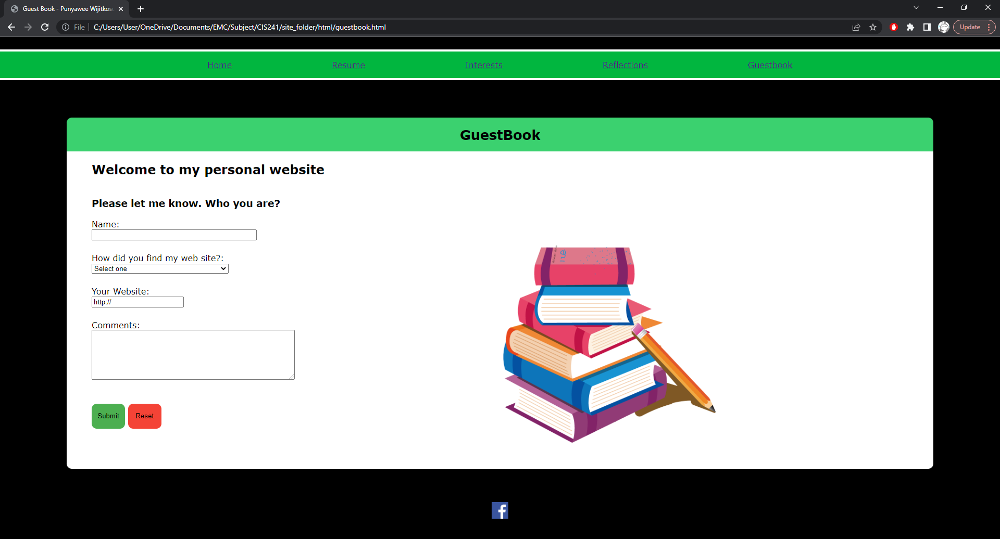 Guest Book - Punyawee Wijitkos
File
C:/Users/User/OneDrive/Documents/EMC/Subject/CIS241/site_folder/html/guestbook.html
Update
Home
Resume
Interests
Reflections
Guestbook
GuestBook
Welcome to my personal website
Please let me know. Who you are?
Name:
How did you find my web site?:
Select one
Your Website:
http://
Comments:
Submit
Reset